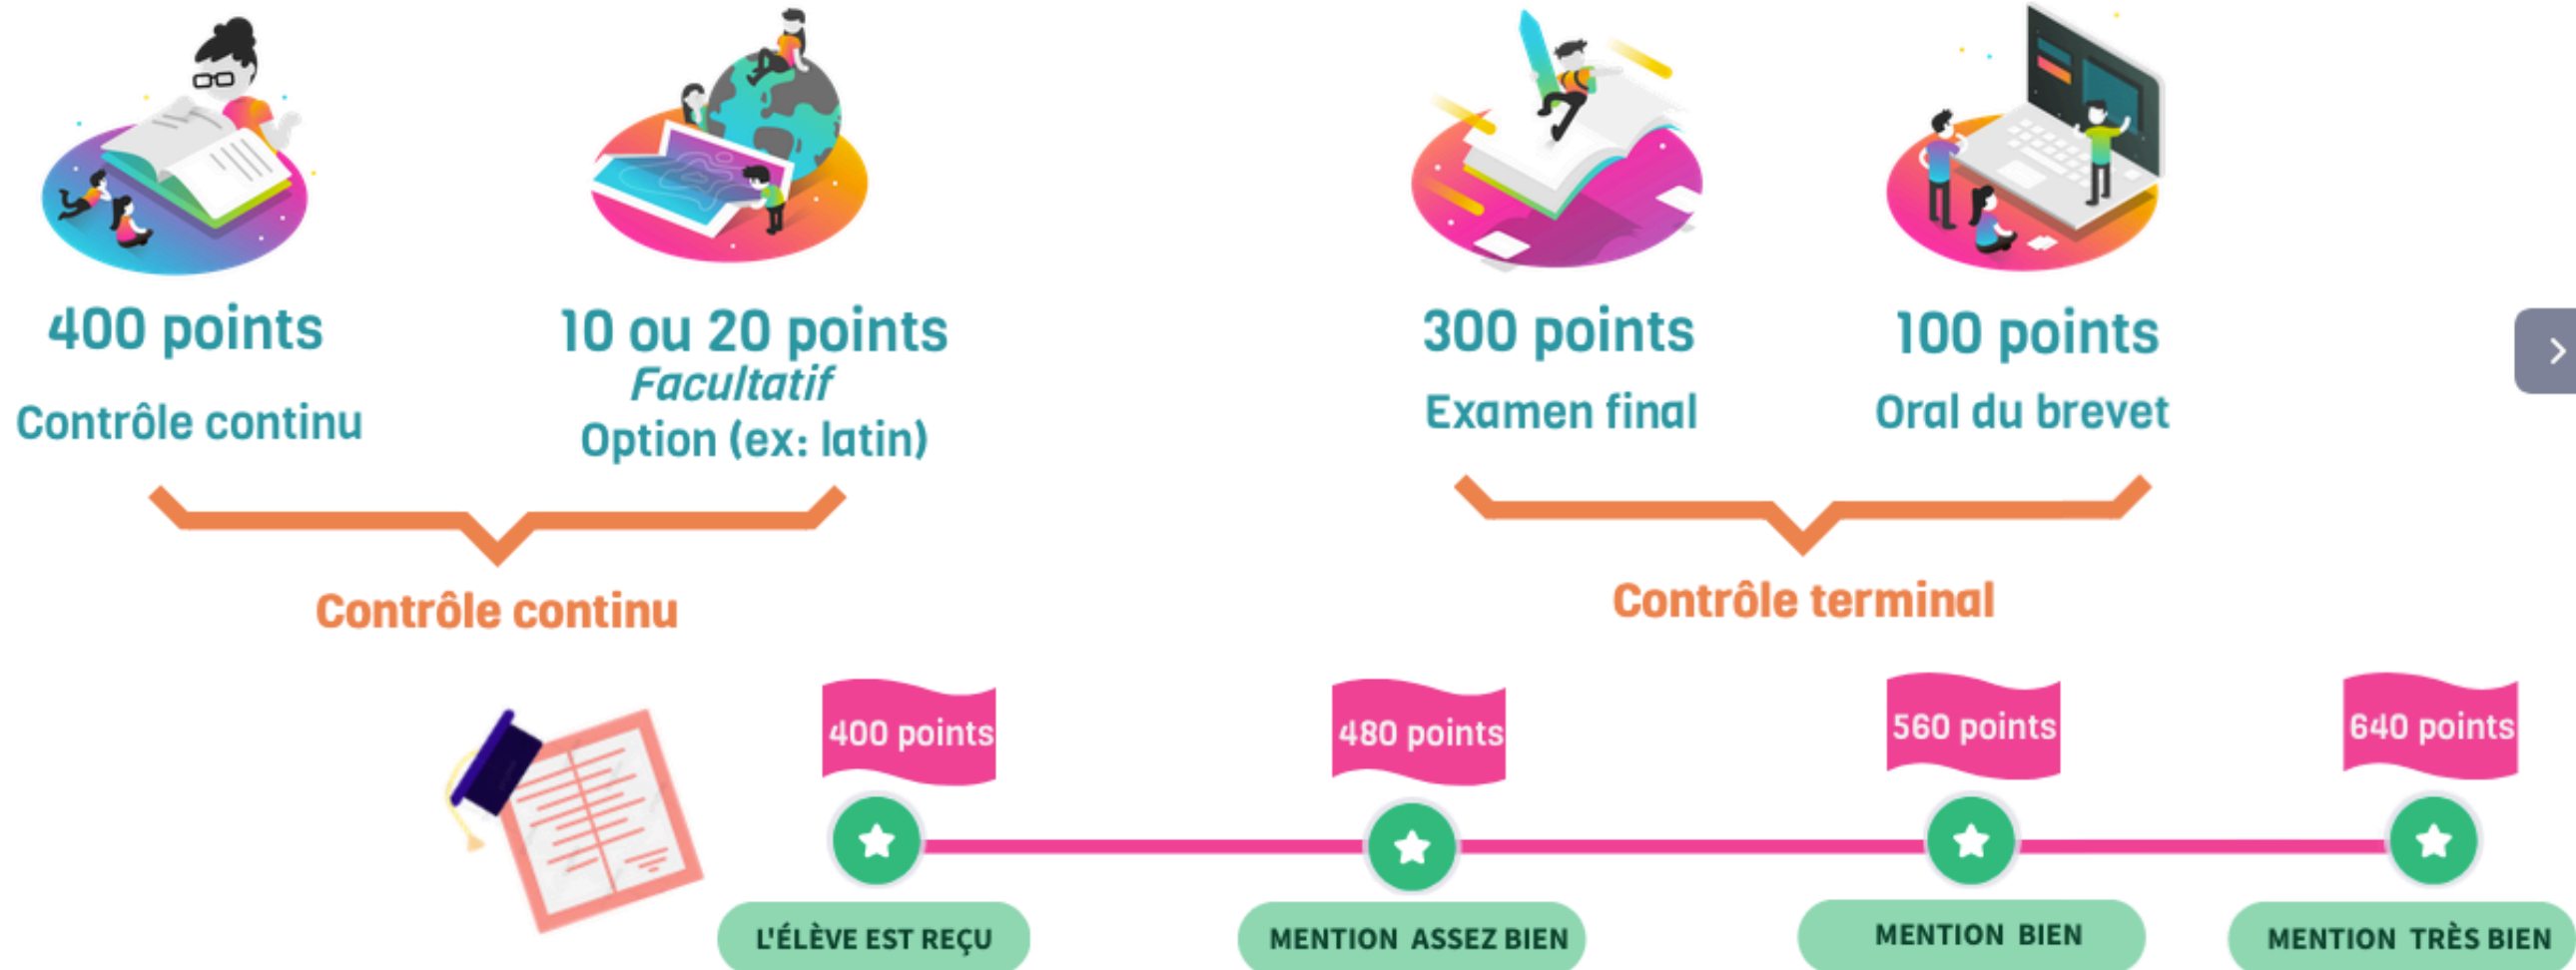 400 points
Contrôle continu
10 ou 20 points
Facultatif
Option (ex: latin)
Contrôle continu
300 points
Examen final
100 points
Oral du brevet
Contrôle terminal
400 points
480 points
560 points
640 points
L'ÉLÈVE EST REÇU
MENTION ASSEZ BIEN
MENTION BIEN
MENTION TRÈS BIEN